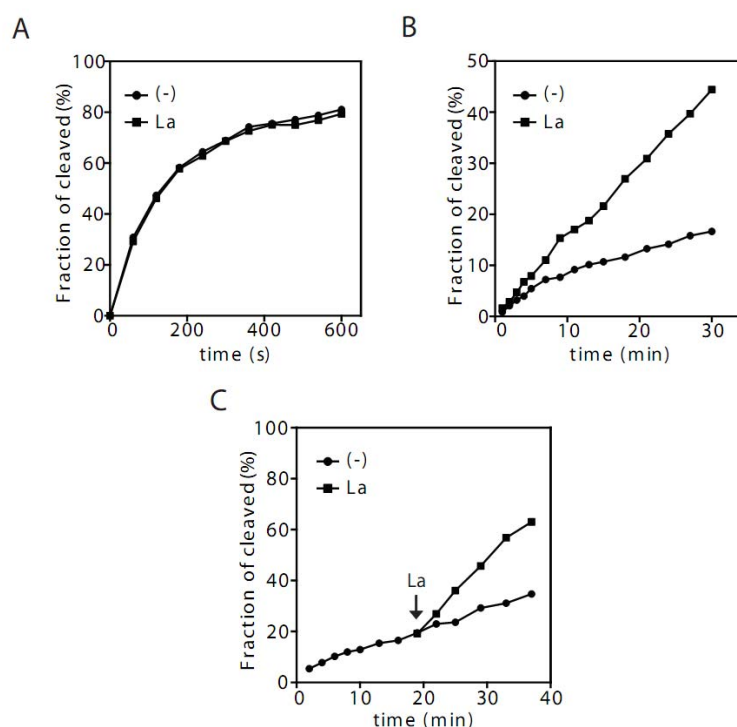 A
Fraction of cleaved (%)
100
80
60
40
20
0
(-)
La
0 200 400 600
time (s)
B
Fraction of cleaved (%)
50
40
30
20
10
0
(-)
La
0 10 20 30
time (min)
C
Fraction of cleaved (%)
100
80
60
40
20
0
(-)
La
La
0 10 20 30 40
time (min)